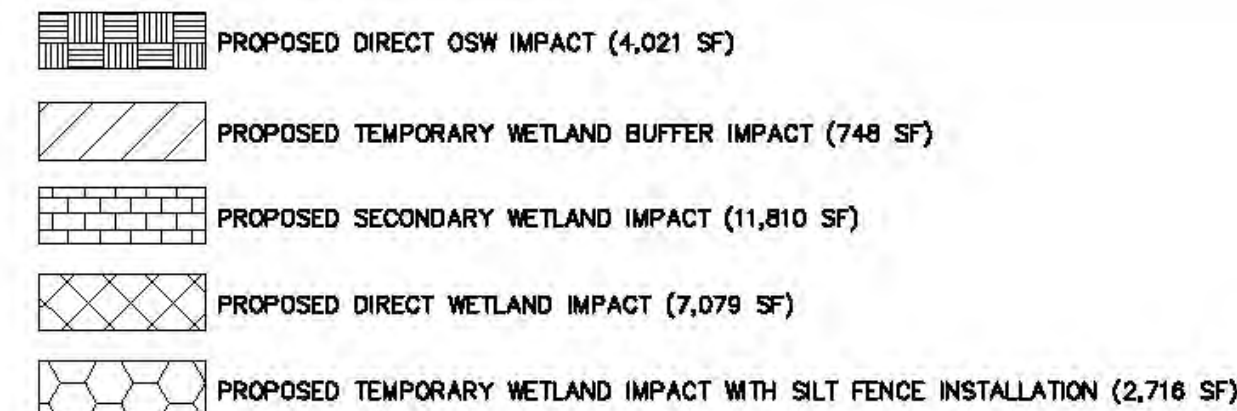 PROPOSED DIRECT OSW IMPACT (4,021 SF)
PROPOSED TEMPORARY WETLAND BUFFER IMPACT (748 SF)
PROPOSED SECONDARY WETLAND IMPACT (11,810 SF)
PROPOSED DIRECT WETLAND IMPACT (7,079 SF)
PROPOSED TEMPORARY WETLAND IMPACT WITH SILT FENCE INSTALLATION (2,716 SF)